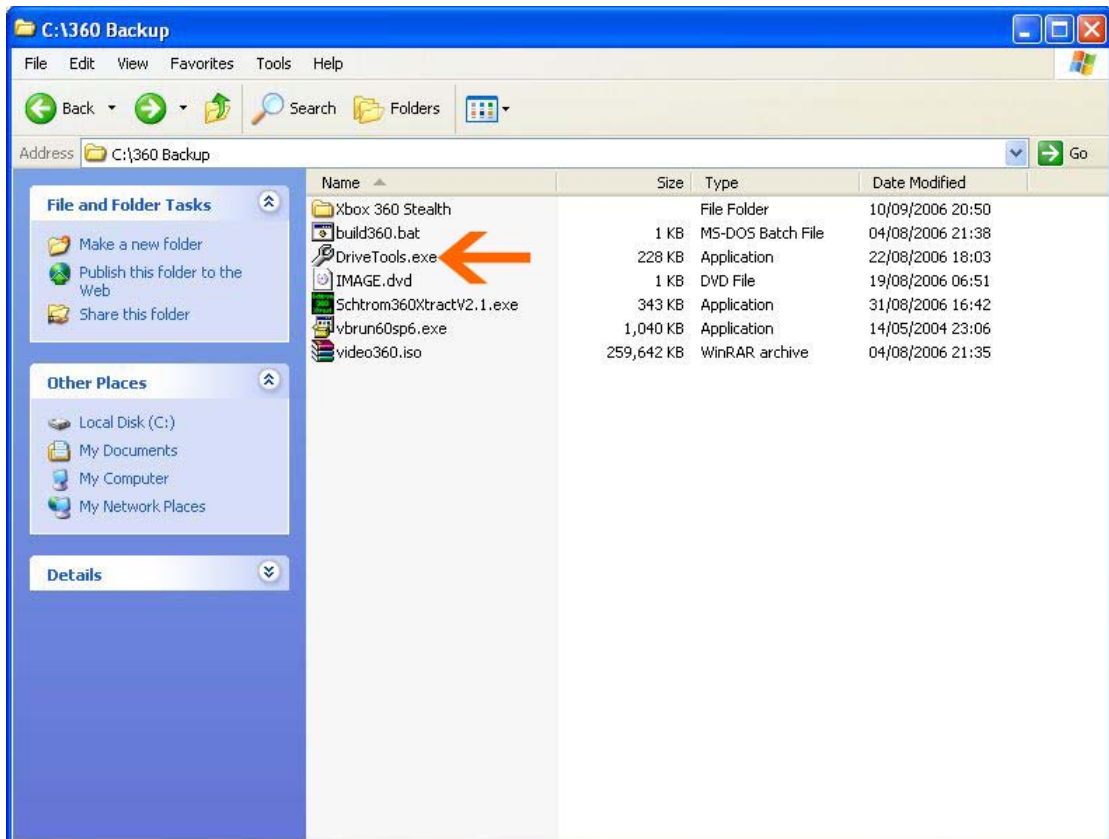 C:\360 Backup
File Edit View Favorites Tools Help
Back Search Folders
Address C:\360 Backup Go
File and Folder Tasks
Make a new folder
Publish this folder to the
Web
Share this folder
Other Places
Local Disk (C:)
My Documents
My Computer
My Network Places
Details
Name Size Type Date Modified
Xbox 360 Stealth File Folder 10/09/2006 20:50
build360.bat 1 KB MS-DOS Batch File 04/08/2006 21:38
DriveTools.exe 228 KB Application 22/08/2006 18:03
IMAGE.dvd 1 KB DVD File 19/08/2006 06:51
Schtrom360XtractV2.1.exe 343 KB Application 31/08/2006 16:42
vbrun60sp6.exe 1,040 KB Application 14/05/2004 23:06
video360.iso 259,642 KB WinRAR archive 04/08/2006 21:35